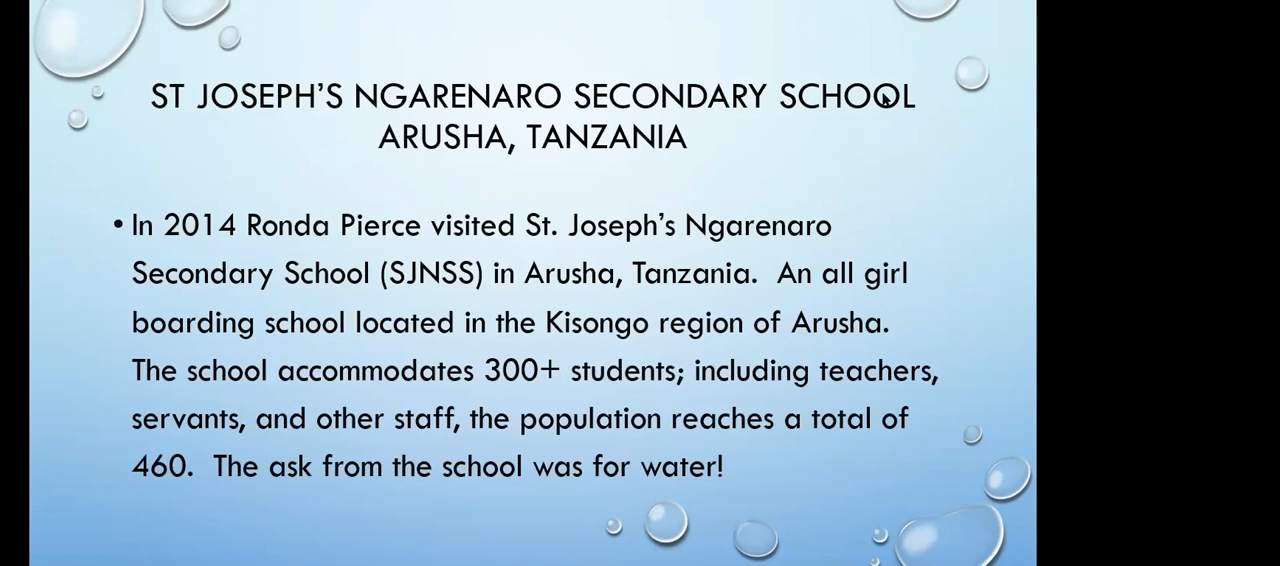 ST JOSEPH’S NGARENARO SECONDARY SCHOOL
ARUSHA, TANZANIA
• In 2014 Ronda Pierce visited St. Joseph’s Ngarenaro
Secondary School (SJNSS) in Arusha, Tanzania.  An all girl
boarding school located in the Kisongo region of Arusha.
The school accommodates 300+ students; including teachers,
servants, and other staff, the population reaches a total of
460.  The ask from the school was for water!